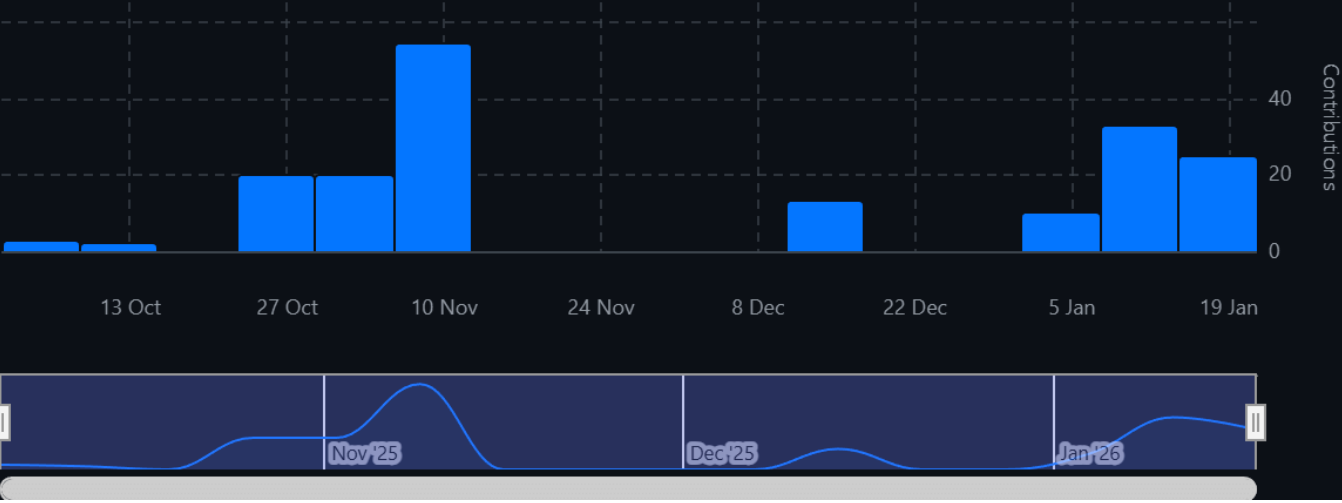 Contributions
40
20
0
13 Oct
27 Oct
10 Nov
24 Nov
8 Dec
22 Dec
5 Jan
19 Jan
Nov '25
Dec '25
Jan '26